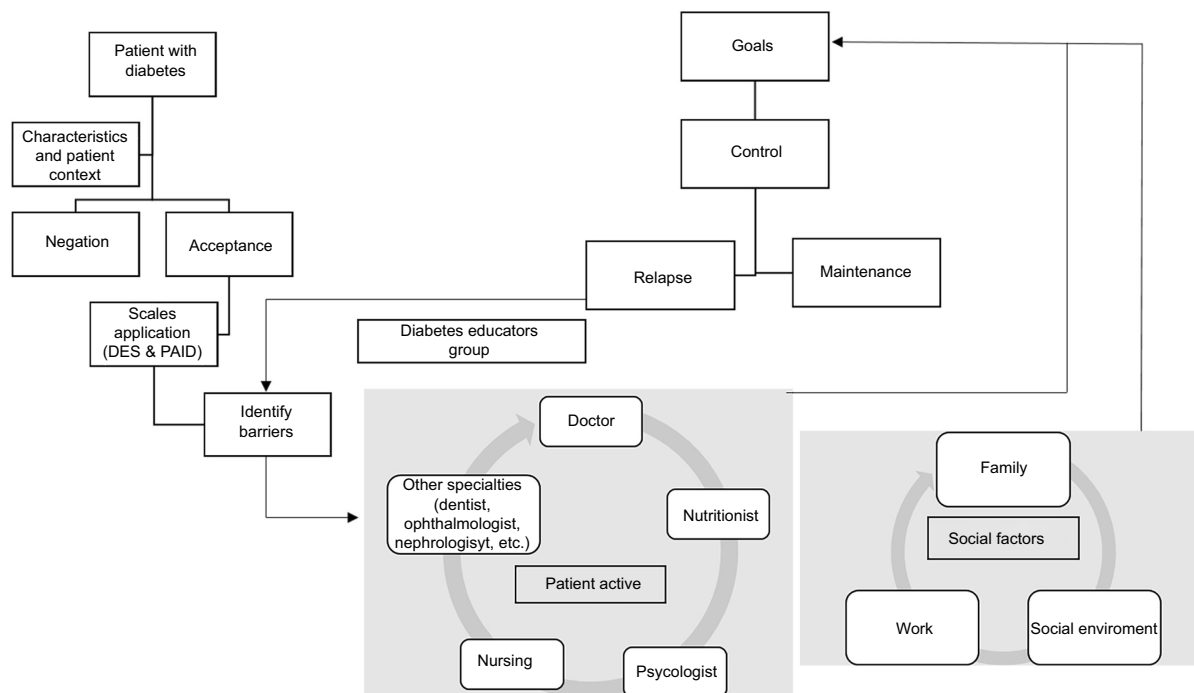 Patient with
diabetes
Characteristics
and patient
context
Negation
Acceptance
Scales
application
(DES & PAID)
Identify
barriers
Goals
Control
Relapse
Maintenance
Diabetes educators
group
Doctor
Nutritionist
Psycologist
Nursing
Other specialties
(dentist,
ophthalmologist,
nephrologisyt, etc.)
Patient active
Family
Social factors
Work
Social enviroment